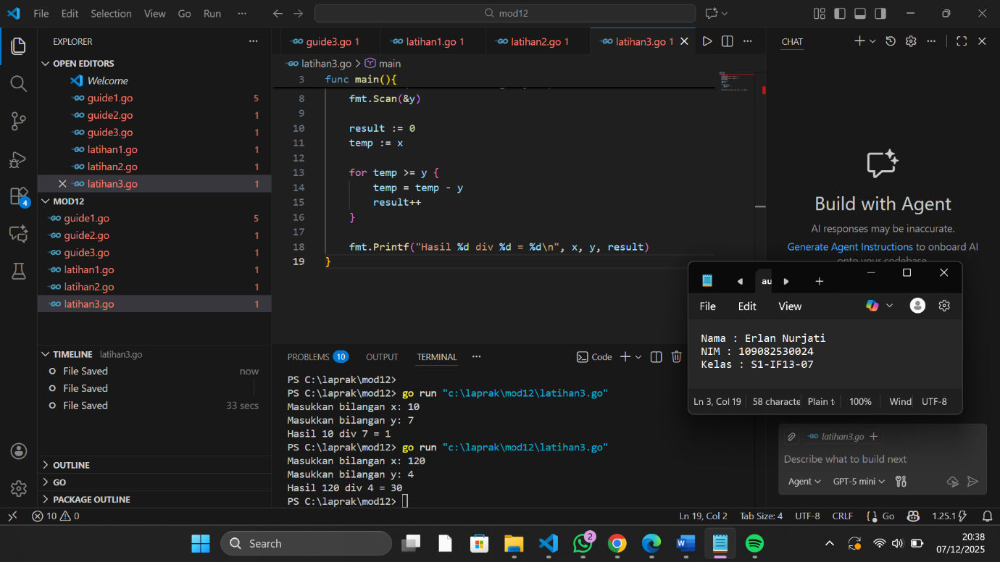 File Edit Selection View Go Run ··· mod12
EXPLORER
OPEN EDITORS
Welcome
guide1.go 5
guide2.go 1
guide3.go 1
latihan1.go 1
latihan2.go 1
latihan3.go 1
MOD12
guide1.go 5
guide2.go 1
guide3.go 1
latihan1.go 1
latihan2.go 1
latihan3.go 1
TIMELINE latihan3.go
File Saved now
File Saved
File Saved 33 secs
OUTLINE
GO
PACKAGE OUTLINE
4
guide3.go 1 latihan1.go 1 latihan2.go 1 latihan3.go 1
latihan3.go > main
3 func main(){
8 fmt.Scan(&y)
9
10 result := 0
11 temp := x
12
13 for temp >= y {
14 temp = temp - y
15 result++
16 }
17
18 fmt.Printf("Hasil %d div %d = %d\n", x, y, result)
19 }
PROBLEMS 10 OUTPUT TERMINAL ··· Code
PS C:\laprak\mod12>
PS C:\laprak\mod12> go run "c:\laprak\mod12\latihan3.go"
Masukkan bilangan x: 10
Masukkan bilangan y: 7
Hasil 10 div 7 = 1
PS C:\laprak\mod12> go run "c:\laprak\mod12\latihan3.go"
Masukkan bilangan x: 120
Masukkan bilangan y: 4
Hasil 120 div 4 = 30
PS C:\laprak\mod12>
CHAT
Build with Agent
AI responses may be inaccurate.
Generate Agent Instructions to onboard AI
onto your codebase.
au
File Edit View
Nama : Erlan Nurjati
NIM : 109082530024
Kelas : S1-IF13-07
Ln 3, Col 19 58 characte Plain t 100% Wind UTF-8
latihan3.go
Describe what to build next
Agent GPT-5 mini
10 0 Ln 19, Col 2 Tab Size: 4 UTF-8 CRLF Go 1.25.1
Search 2
20:38
07/12/2025